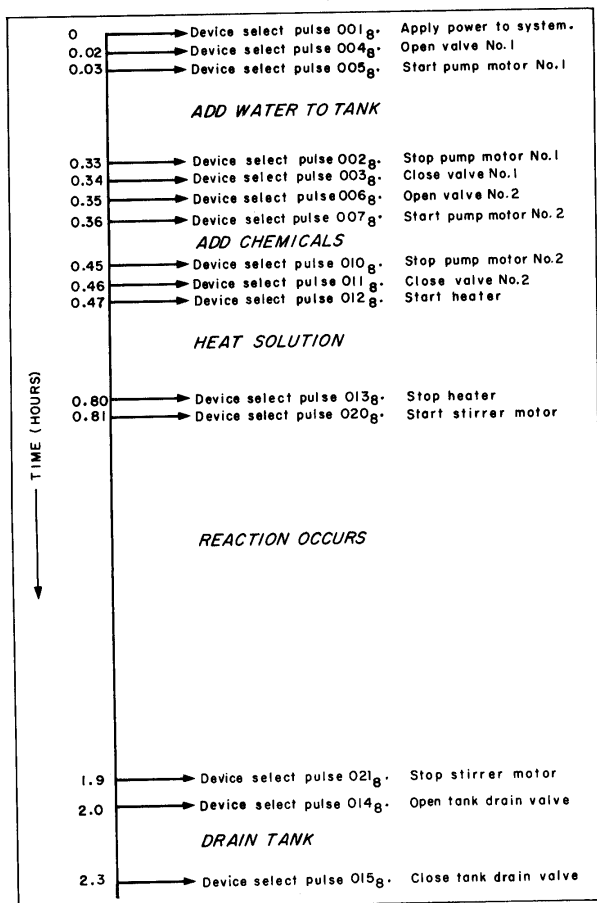 0 Device select pulse 001₈. Apply power to system.
0.02 Device select pulse 004₈. Open valve No.1
0.03 Device select pulse 005₈. Start pump motor No.1
ADD WATER TO TANK
0.33 Device select pulse 002₈. Stop pump motor No.1
0.34 Device select pulse 003₈. Close valve No.1
0.35 Device select pulse 006₈. Open valve No.2
0.36 Device select pulse 007₈. Start pump motor No.2
ADD CHEMICALS
0.45 Device select pulse 010₈. Stop pump motor No.2
0.46 Device select pulse 011₈. Close valve No.2
0.47 Device select pulse 012₈. Start heater
HEAT SOLUTION
0.80 Device select pulse 013₈. Stop heater
0.81 Device select pulse 020₈. Start stirrer motor
TIME (HOURS)
REACTION OCCURS
1.9 Device select pulse 021₈. Stop stirrer motor
2.0 Device select pulse 014₈. Open tank drain valve
DRAIN TANK
2.3 Device select pulse 015₈. Close tank drain valve